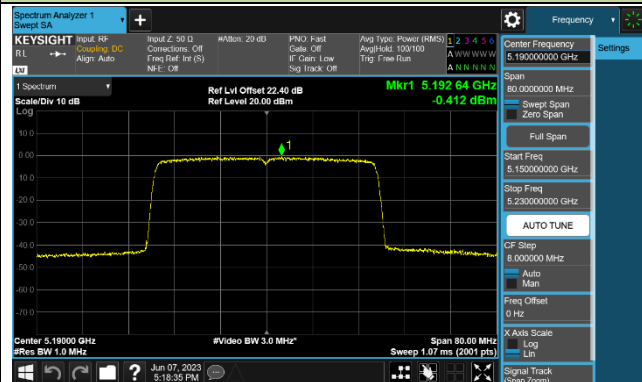 Spectrum Analyzer 1
Swept SA
+
Frequency
KEYSIGHT
RL
LXI
Input: RF
Coupling: DC
Align: Auto
Input Z: 50 Ω
Corrections: Off
Freq Ref: Int (S)
NFE: Off
#Atten: 20 dB
PNO: Fast
Gate: Off
IF Gain: Low
Sig Track: Off
Avg Type: Power (RMS)
Avg|Hold: 100/100
Trig: Free Run
1 2 3 4 5 6
A W W W W W
A N N N N N
1 Spectrum
Scale/Div 10 dB
Log
Ref Lvl Offset 22.40 dB
Ref Level 20.00 dBm
Mkr1 5.192 64 GHz
-0.412 dBm
10.0
0.00
-10.0
-20.0
-30.0
-40.0
-50.0
-60.0
-70.0
1
Center 5.19000 GHz
#Res BW 1.0 MHz
#Video BW 3.0 MHz*
Span 80.00 MHz
Sweep 1.07 ms (2001 pts)
Center Frequency
5.190000000 GHz
Span
80.0000000 MHz
Swept Span
Zero Span
Full Span
Start Freq
5.150000000 GHz
Stop Freq
5.230000000 GHz
AUTO TUNE
CF Step
8.000000 MHz
Auto
Man
Freq Offset
0 Hz
X Axis Scale
Log
Lin
Signal Track
(Span Zoom)
Settings
?
Jun 07, 2023
5:18:35 PM